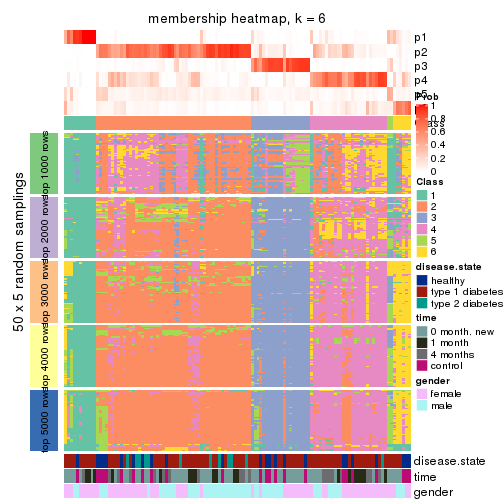 membership heatmap, k = 6
p1
p2
p3
p4
p5
Prob
1
0.8
0.6
0.4
0.2
0
Class
1
2
3
4
5
6
disease.state
healthy
type 1 diabetes
type 2 diabetes
time
0 month. new
1 month
4 months
control
gender
female
male
50 x 5 random samplings
top 1000 rows
top 2000 rows
top 3000 rows
top 4000 rows
top 5000 rows
disease.state
time
gender